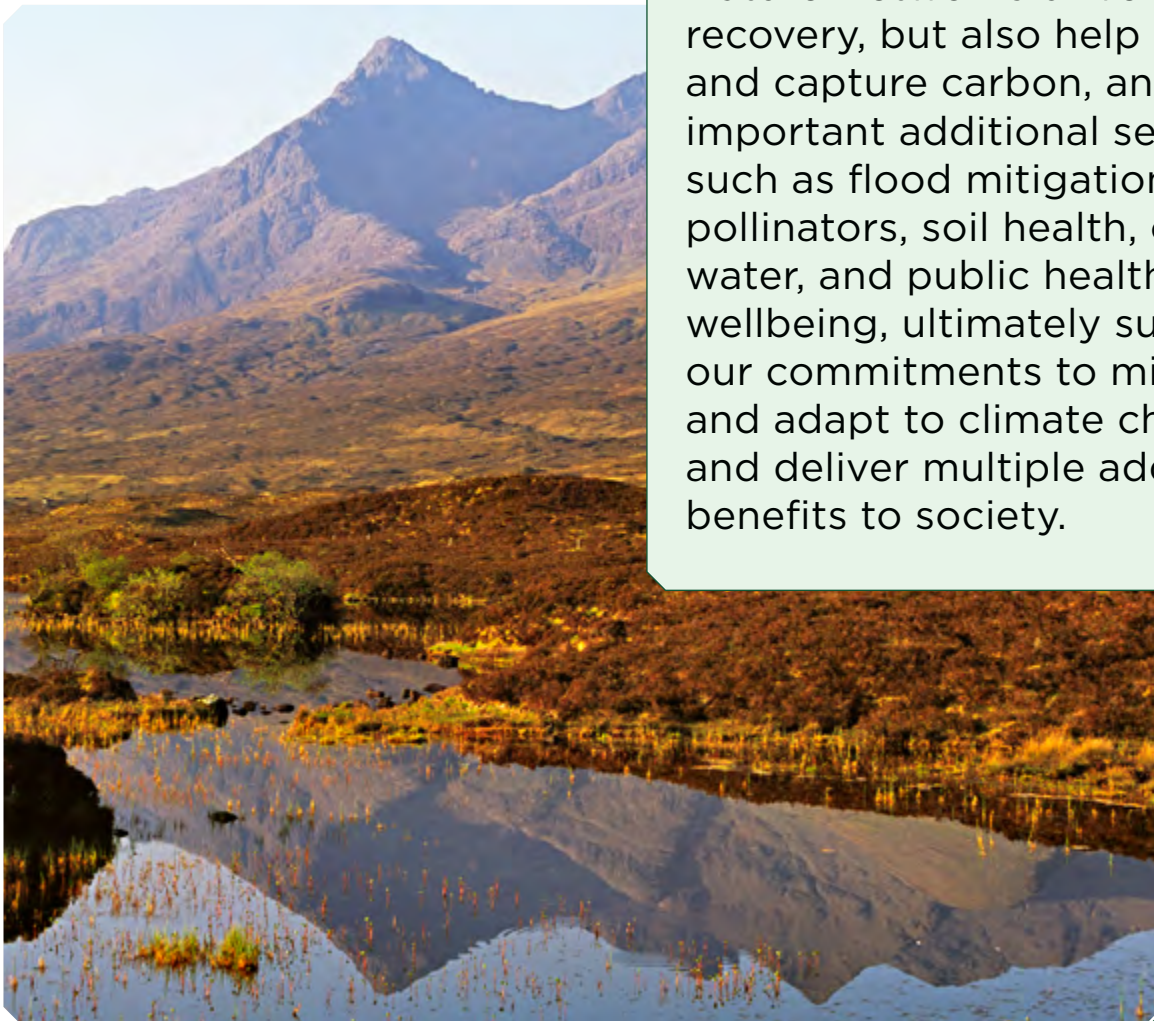 recovery, but also help
and capture carbon, an
important additional se
such as flood mitigation
pollinators, soil health,
water, and public health
wellbeing, ultimately su
our commitments to mi
and adapt to climate ch
and deliver multiple add
benefits to society.